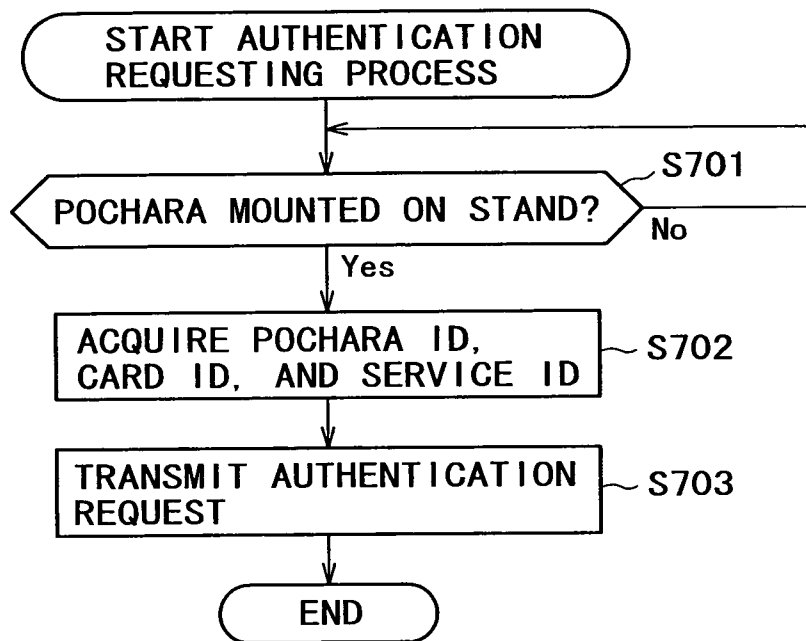 START AUTHENTICATION
REQUESTING PROCESS
S701
POCHARA MOUNTED ON STAND?
No
Yes
ACQUIRE POCHARA ID,
CARD ID, AND SERVICE ID
S702
TRANSMIT AUTHENTICATION
REQUEST
S703
END